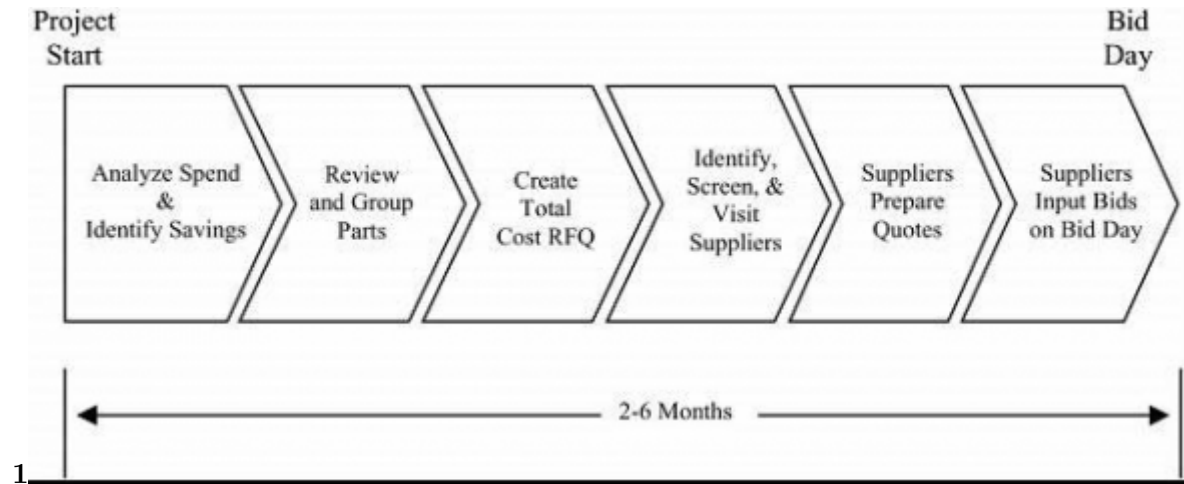 Project
Start
Bid
Day
Analyze Spend
&
Identify Savings
Review
and Group
Parts
Create
Total
Cost RFQ
Identify,
Screen, &
Visit
Suppliers
Suppliers
Prepare
Quotes
Suppliers
Input Bids
on Bid Day
2-6 Months
1